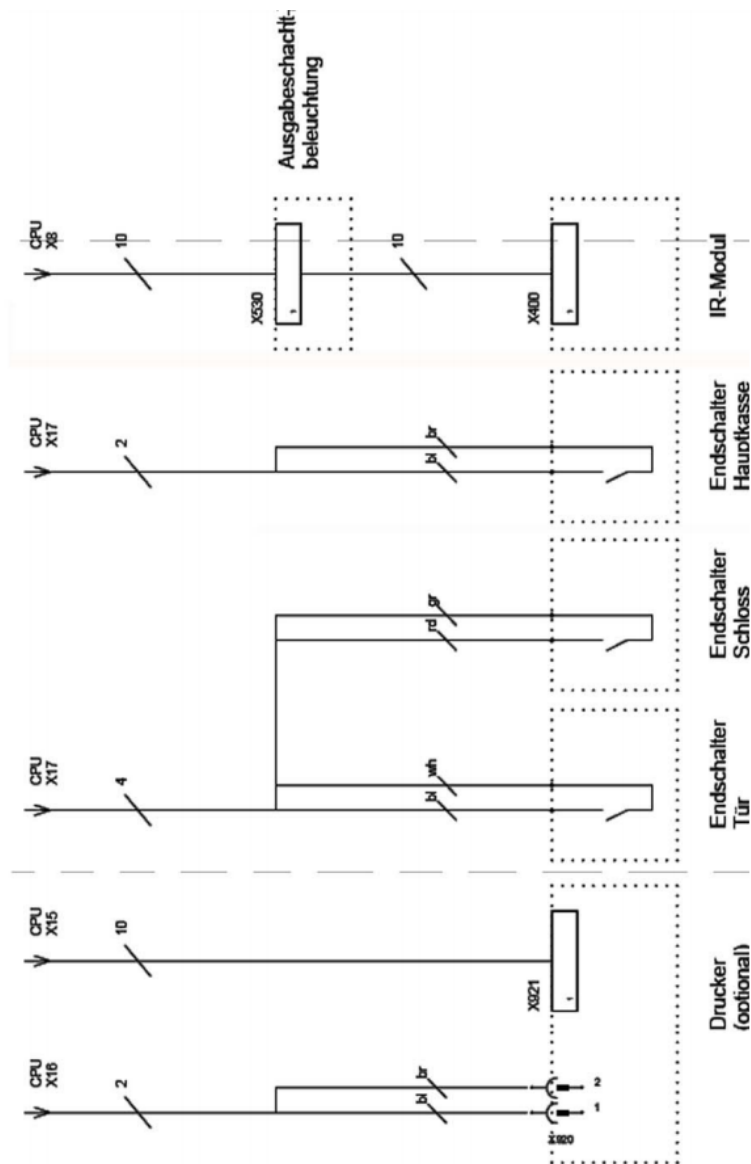 CPU
X16
2
bl
br
X920
1
2
CPU
X15
10
X921
Drucker
(optional)
CPU
X17
4
bl
wh
Endschalter
Tür
rd
gr
Endschalter
Schloss
CPU
X17
2
bl
br
Endschalter
Hauptkasse
CPU
X8
10
X530
Ausgabeschacht-
beleuchtung
10
X400
IR-Modul